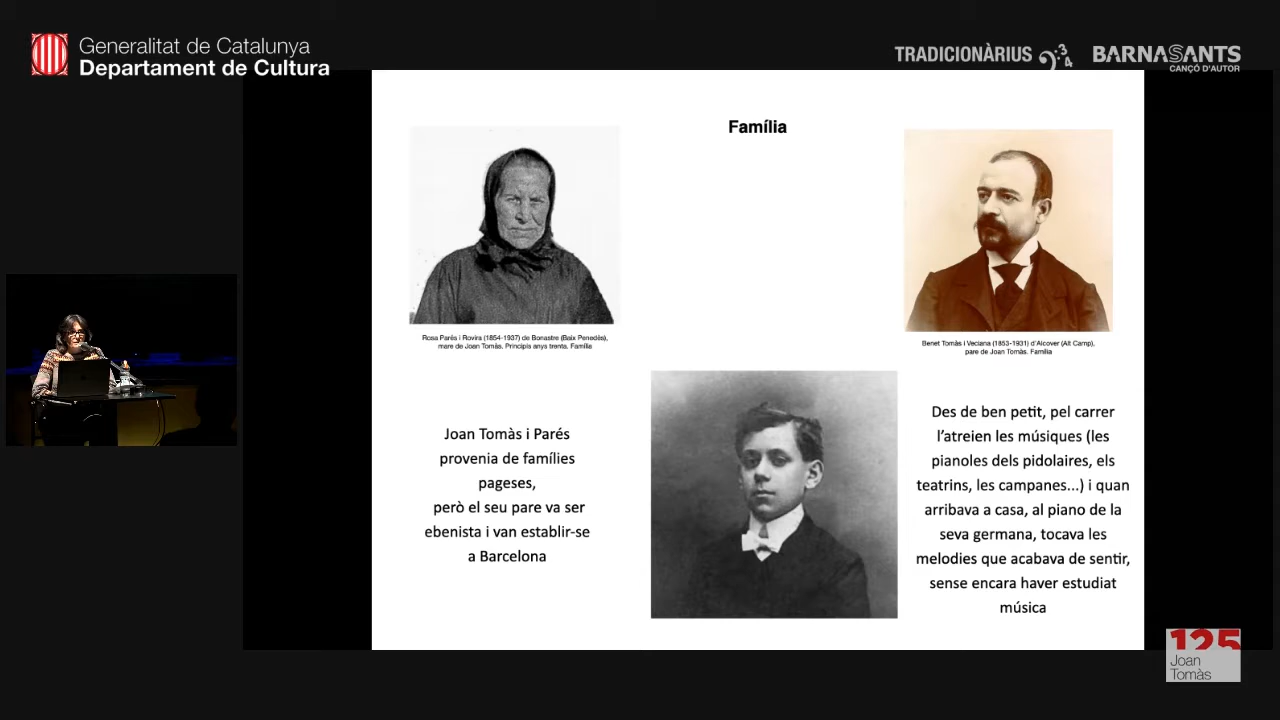 Generalitat de Catalunya
Departament de Cultura
TRADICIONÀRIUS
BARNASANTS
CANÇÓ D'AUTOR
Família
Rosa Parés i Rovira (1854-1937) de Bonastre (Baix Penedès),
mare de Joan Tomàs. Principis anys trenta. Família
Benet Tomàs i Veciana (1853-1931) d'Alcover (Alt Camp),
pare de Joan Tomàs. Família
Joan Tomàs i Parés
provenia de famílies
pageses,
però el seu pare va ser
ebenista i van establir-se
a Barcelona
Des de ben petit, pel carrer
l'atreien les músiques (les
pianoles dels pidolaires, els
teatrins, les campanes...) i quan
arribava a casa, al piano de la
seva germana, tocava les
melodies que acabava de sentir,
sense encara haver estudiat
música
125
Joan
Tomàs